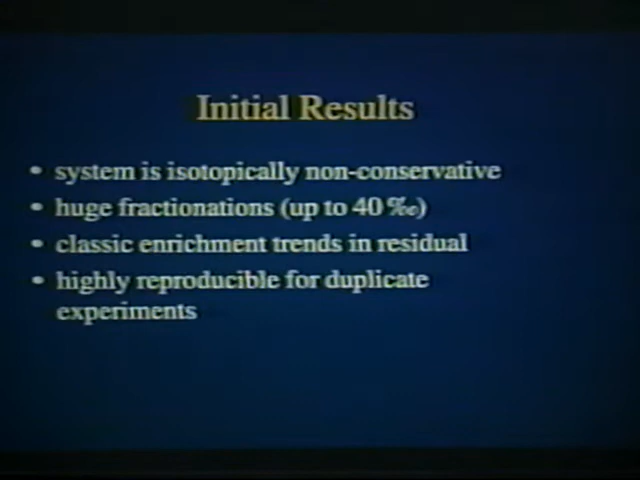 Initial Results
• system is isotopically non-conservative
• huge fractionations (up to 40 ‰)
• classic enrichment trends in residual
• highly reproducible for duplicate
experiments